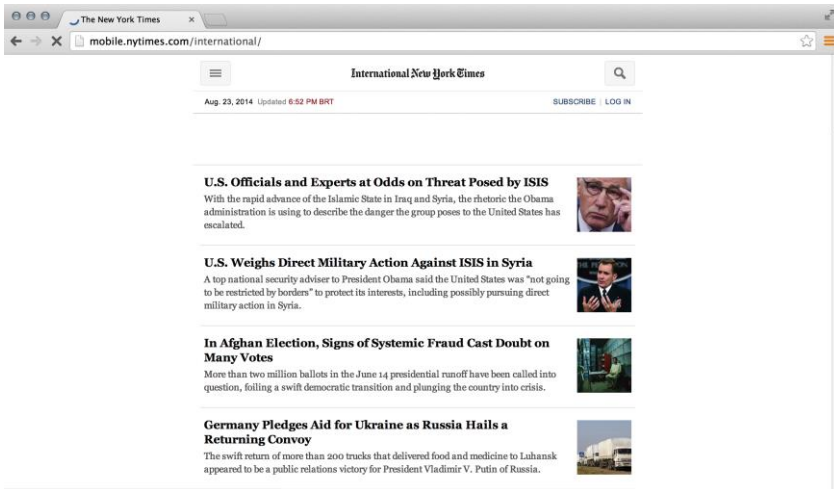 The New York Times
mobile.nytimes.com/international/
International New York Times
Aug. 23, 2014 Updated 6:52 PM BRT
SUBSCRIBE | LOG IN
U.S. Officials and Experts at Odds on Threat Posed by ISIS
With the rapid advance of the Islamic State in Iraq and Syria, the rhetoric the Obama
administration is using to describe the danger the group poses to the United States has
escalated.
U.S. Weighs Direct Military Action Against ISIS in Syria
A top national security adviser to President Obama said the United States was "not going
to be restricted by borders" to protect its interests, including possibly pursuing direct
military action in Syria.
In Afghan Election, Signs of Systemic Fraud Cast Doubt on
Many Votes
More than two million ballots in the June 14 presidential runoff have been called into
question, foiling a swift democratic transition and plunging the country into crisis.
Germany Pledges Aid for Ukraine as Russia Hails a
Returning Convoy
The swift return of more than 200 trucks that delivered food and medicine to Luhansk
appeared to be a public relations victory for President Vladimir V. Putin of Russia.